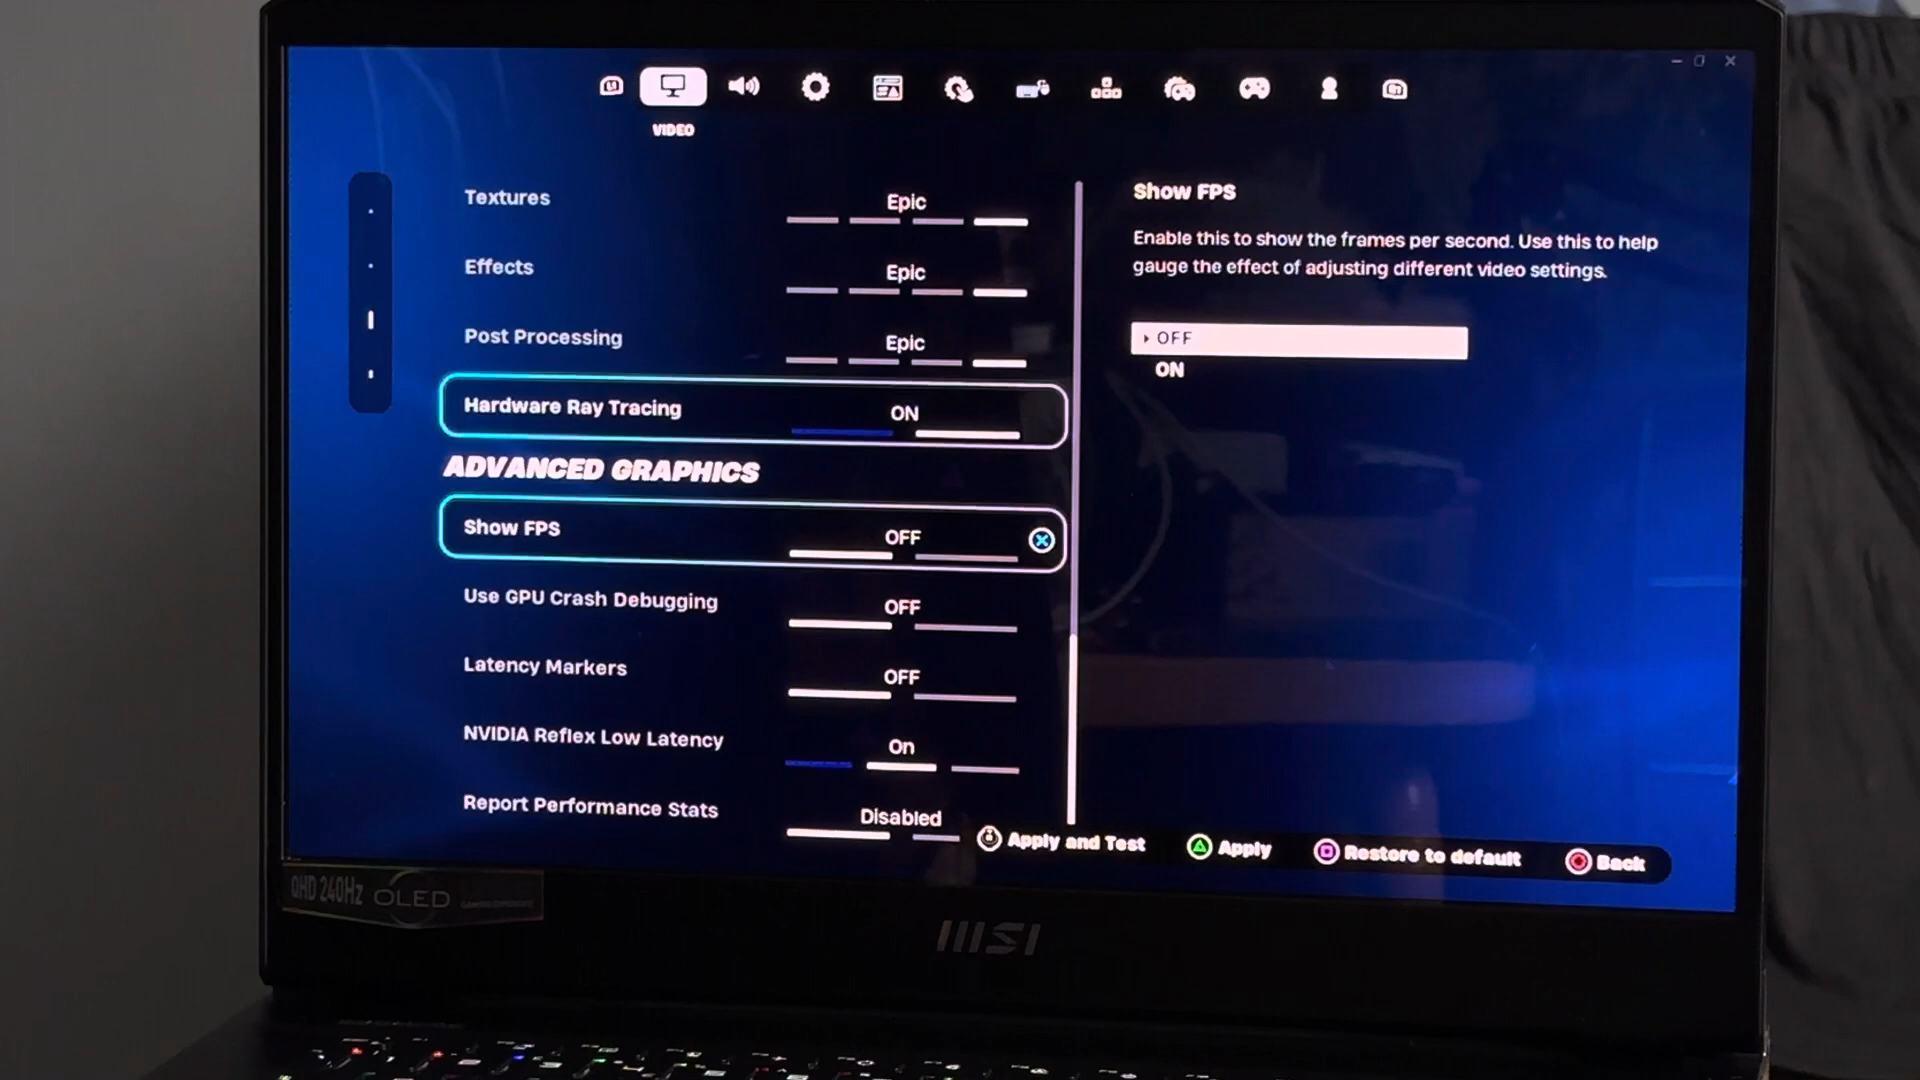 VIDEO
Textures
Epic
Effects
Epic
Post Processing
Epic
Hardware Ray Tracing
ON
ADVANCED GRAPHICS
Show FPS
OFF
Use GPU Crash Debugging
OFF
Latency Markers
OFF
NVIDIA Reflex Low Latency
On
Report Performance Stats
Disabled
Show FPS
Enable this to show the frames per second. Use this to help
gauge the effect of adjusting different video settings.
OFF
ON
Apply and Test
Apply
Restore to default
Back
QHD 240Hz OLED
msi